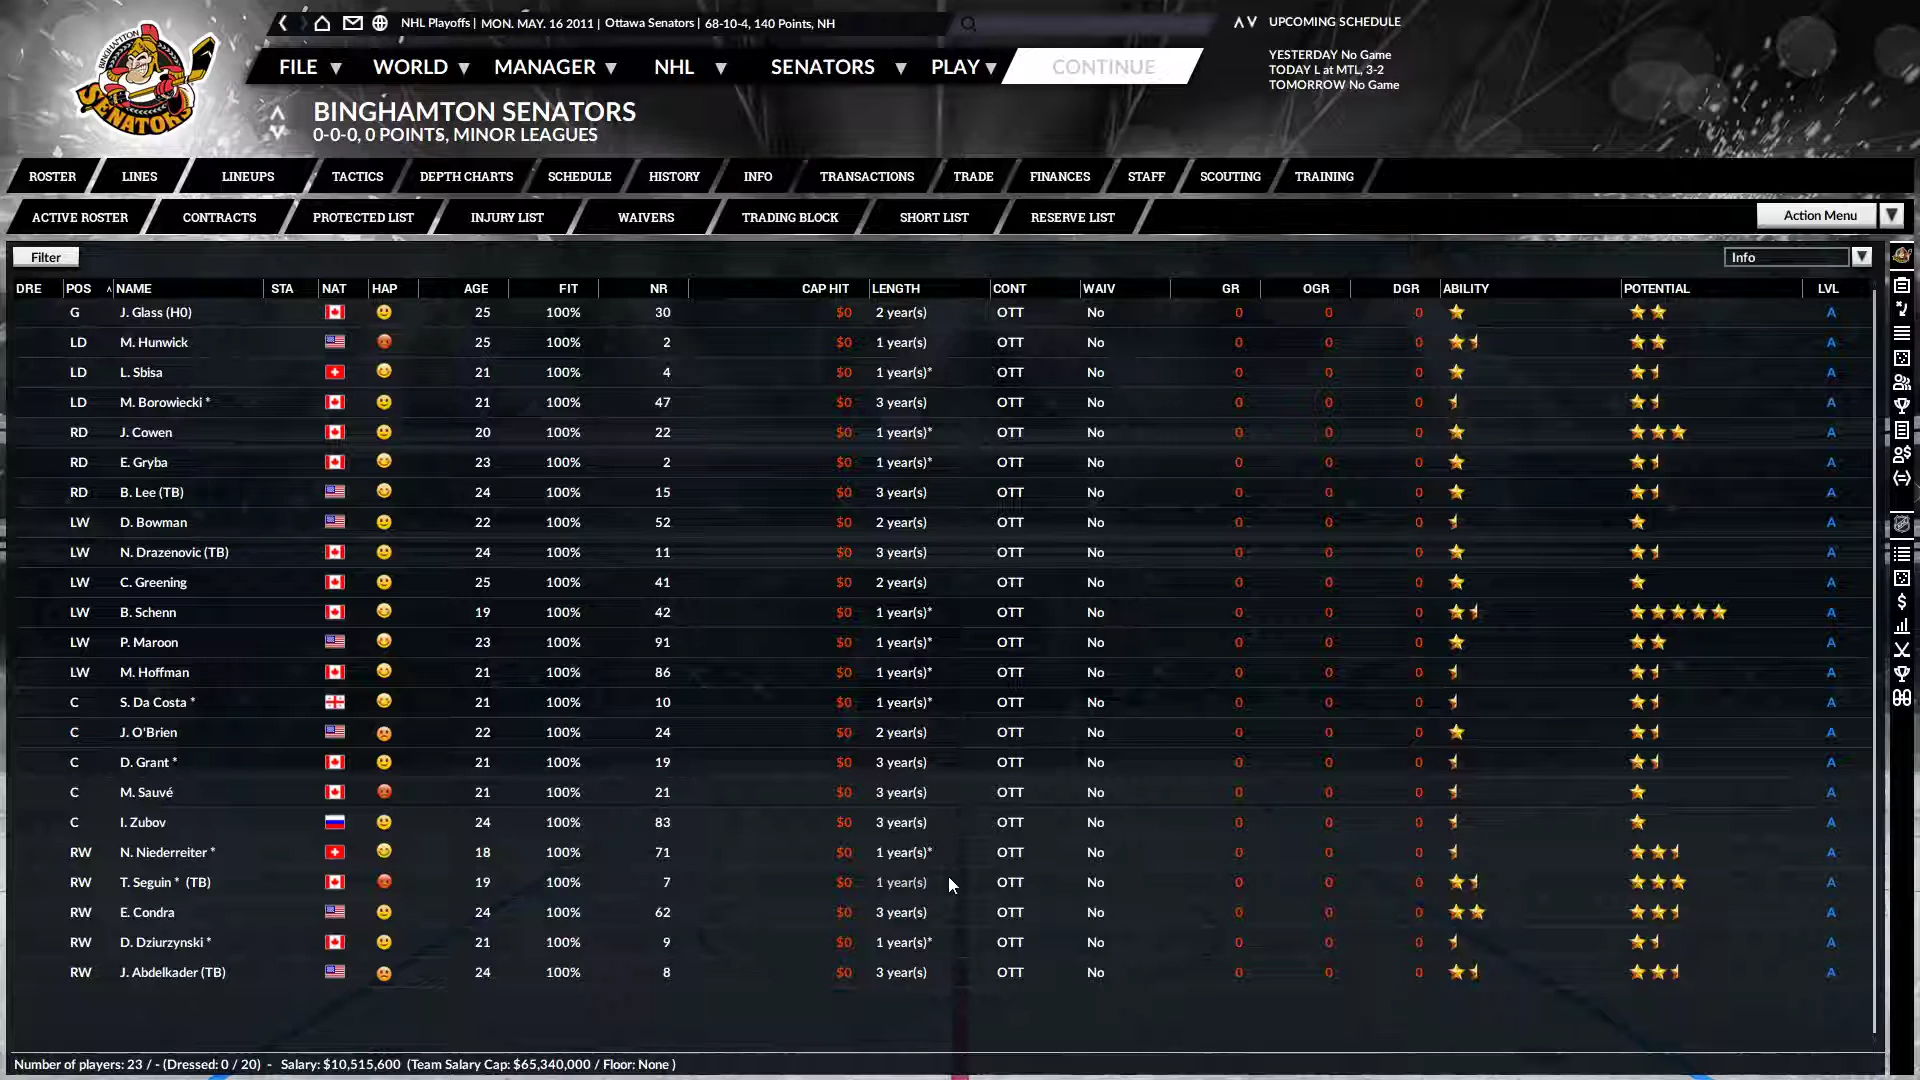 NHL Playoffs | MON. MAY. 16 2011 | Ottawa Senators | 68-10-4, 140 Points, NH
UPCOMING SCHEDULE
YESTERDAY No Game
TODAY L at MTL, 3-2
TOMORROW No Game
FILE WORLD MANAGER NHL SENATORS PLAY CONTINUE
BINGHAMTON
SENATORS
BINGHAMTON SENATORS
0-0-0, 0 POINTS, MINOR LEAGUES
ROSTER LINES LINEUPS TACTICS DEPTH CHARTS SCHEDULE HISTORY INFO TRANSACTIONS TRADE FINANCES STAFF SCOUTING TRAINING
ACTIVE ROSTER CONTRACTS PROTECTED LIST INJURY LIST WAIVERS TRADING BLOCK SHORT LIST RESERVE LIST Action Menu
Filter Info
DRE POS NAME STA NAT HAP AGE FIT NR CAP HIT LENGTH CONT WAIV GR OGR DGR ABILITY POTENTIAL LVL
G J. Glass (H0) 25 100% 30 $0 2 year(s) OTT No 0 0 0 A
LD M. Hunwick 25 100% 2 $0 1 year(s) OTT No 0 0 0 A
LD L. Sbisa 21 100% 4 $0 1 year(s)* OTT No 0 0 0 A
LD M. Borowiecki * 21 100% 47 $0 3 year(s) OTT No 0 0 0 A
RD J. Cowen 20 100% 22 $0 1 year(s)* OTT No 0 0 0 A
RD E. Gryba 23 100% 2 $0 1 year(s)* OTT No 0 0 0 A
RD B. Lee (TB) 24 100% 15 $0 3 year(s) OTT No 0 0 0 A
LW D. Bowman 22 100% 52 $0 2 year(s) OTT No 0 0 0 A
LW N. Drazenovic (TB) 24 100% 11 $0 3 year(s) OTT No 0 0 0 A
LW C. Greening 25 100% 41 $0 2 year(s) OTT No 0 0 0 A
LW B. Schenn 19 100% 42 $0 1 year(s)* OTT No 0 0 0 A
LW P. Maroon 23 100% 91 $0 1 year(s)* OTT No 0 0 0 A
LW M. Hoffman 21 100% 86 $0 1 year(s)* OTT No 0 0 0 A
C S. Da Costa * 21 100% 10 $0 1 year(s)* OTT No 0 0 0 A
C J. O'Brien 22 100% 24 $0 2 year(s) OTT No 0 0 0 A
C D. Grant * 21 100% 19 $0 3 year(s) OTT No 0 0 0 A
C M. Sauvé 21 100% 21 $0 3 year(s) OTT No 0 0 0 A
C I. Zubov 24 100% 83 $0 3 year(s) OTT No 0 0 0 A
RW N. Niederreiter * 18 100% 71 $0 1 year(s)* OTT No 0 0 0 A
RW T. Seguin * (TB) 19 100% 7 $0 1 year(s) OTT No 0 0 0 A
RW E. Condra 24 100% 62 $0 3 year(s) OTT No 0 0 0 A
RW D. Dziurzynski * 21 100% 9 $0 1 year(s)* OTT No 0 0 0 A
RW J. Abdelkader (TB) 24 100% 8 $0 3 year(s) OTT No 0 0 0 A
Number of players: 23 / - (Dressed: 0 / 20) - Salary: $10,515,600 (Team Salary Cap: $65,340,000 / Floor: None )